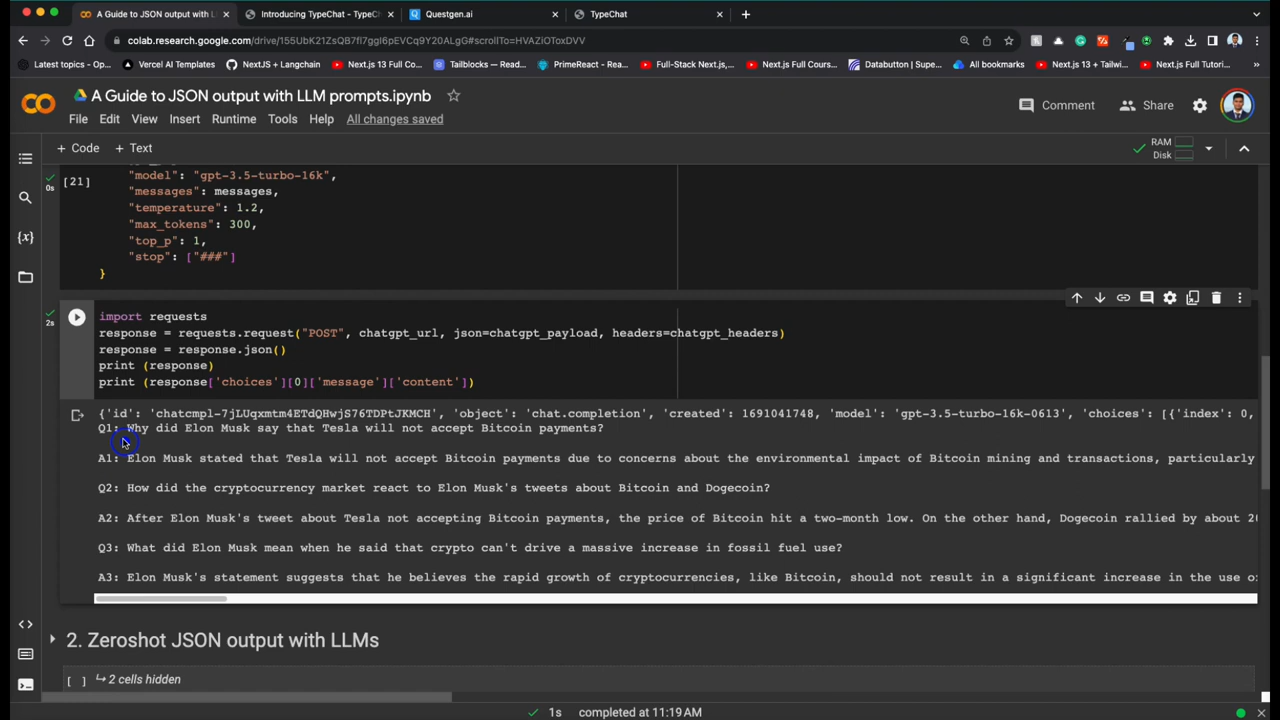 A Guide to JSON output with L
Introducing TypeChat - TypeCh
Questgen.ai
TypeChat
colab.research.google.com/drive/155UbK21ZsQB7fl7ggI6pEVCq9Y20ALgG#scrollTo=HVAZiOToxDVV
Latest topics - Op...
Vercel AI Templates
NextJS + Langchain
Next.js 13 Full Co...
Tailblocks — Read...
PrimeReact - Rea...
Full-Stack Next.js,...
Next.js Full Cours...
Databutton | Supe...
All bookmarks
Next.js 13 + Tailwi...
Next.js Full Tutori...
A Guide to JSON output with LLM prompts.ipynb
File Edit View Insert Runtime Tools Help All changes saved
Comment Share
+ Code + Text
RAM
Disk
[21]
0s
"model": "gpt-3.5-turbo-16k",
"messages": messages,
"temperature": 1.2,
"max_tokens": 300,
"top_p": 1,
"stop": ["###"]
}
2s
import requests
response = requests.request("POST", chatgpt_url, json=chatgpt_payload, headers=chatgpt_headers)
response = response.json()
print (response)
print (response['choices'][0]['message']['content'])
{'id': 'chatcmpl-7jLUqxmtm4ETdQHwjS76TDPtJKMCH', 'object': 'chat.completion', 'created': 1691041748, 'model': 'gpt-3.5-turbo-16k-0613', 'choices': [{'index': 0,
Q1: Why did Elon Musk say that Tesla will not accept Bitcoin payments?
A1: Elon Musk stated that Tesla will not accept Bitcoin payments due to concerns about the environmental impact of Bitcoin mining and transactions, particularly
Q2: How did the cryptocurrency market react to Elon Musk's tweets about Bitcoin and Dogecoin?
A2: After Elon Musk's tweet about Tesla not accepting Bitcoin payments, the price of Bitcoin hit a two-month low. On the other hand, Dogecoin rallied by about 2
Q3: What did Elon Musk mean when he said that crypto can't drive a massive increase in fossil fuel use?
A3: Elon Musk's statement suggests that he believes the rapid growth of cryptocurrencies, like Bitcoin, should not result in a significant increase in the use o
2. Zeroshot JSON output with LLMs
[ ] 2 cells hidden
1s completed at 11:19 AM